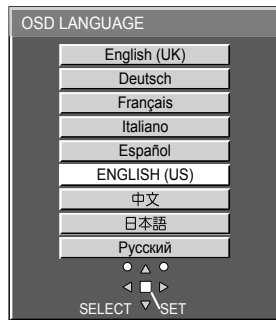 OSD LANGUAGE
English (UK)
Deutsch
Français
Italiano
Español
ENGLISH (US)
中文
日本語
Русский
SELECT SET